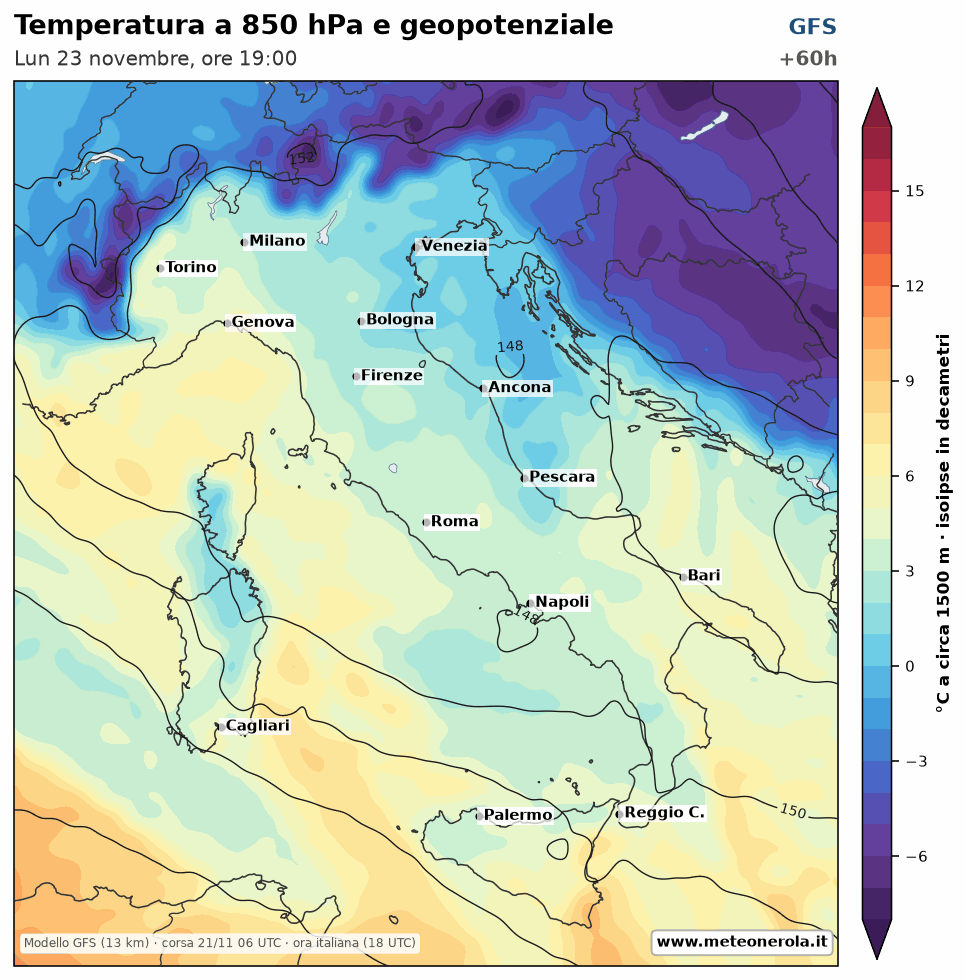 Temperatura a 850 hPa e geopotenziale
GFS
Lun 23 novembre, ore 19:00
+60h
152
Milano
Venezia
Torino
Genova
Bologna
148
Firenze
Ancona
Pescara
Roma
Bari
Napoli
148
Cagliari
150
Palermo
Reggio C.
15
12
9
6
3
0
−3
−6
°C a circa 1500 m · isoipse in decametri
Modello GFS (13 km) · corsa 21/11 06 UTC · ora italiana (18 UTC)
www.meteonerola.it